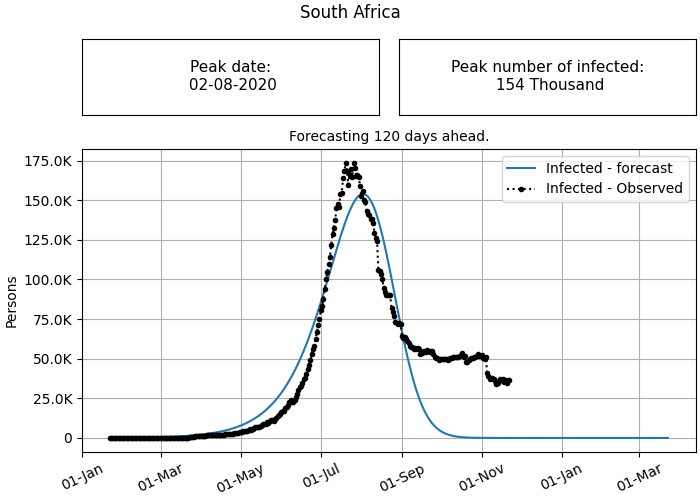 South Africa
Peak date:
02-08-2020
Peak number of infected:
154 Thousand
Forecasting 120 days ahead.
175.0K
150.0K
125.0K
100.0K
75.0K
50.0K
25.0K
0
Persons
Infected - forecast
Infected - Observed
01-Jan
01-Mar
01-May
01-Jul
01-Sep
01-Nov
01-Jan
01-Mar